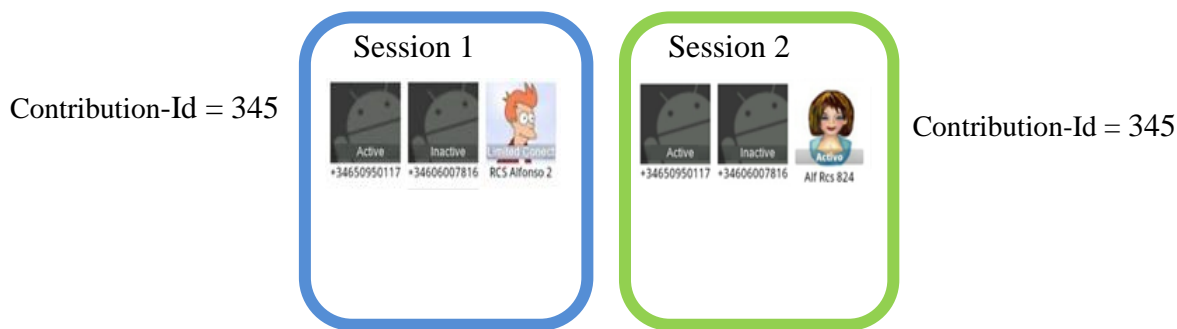 Session 1
Session 2
Contribution-Id = 345
Contribution-Id = 345
Active
Inactive
Limited Conect
Active
Inactive
Activo
+34650950117
+34606007816
RCS Alfonso 2
+34650950117
+34606007816
Alf Rcs 824